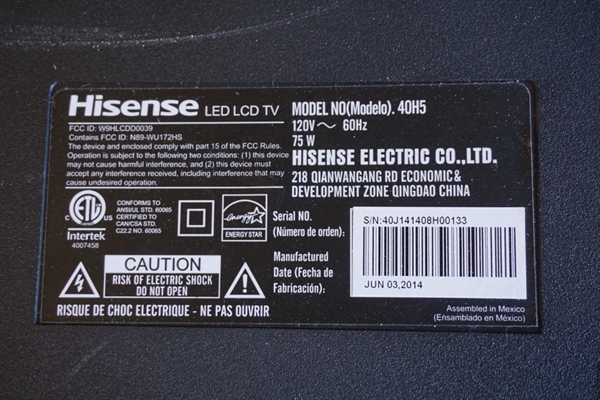 Hisense LED LCD TV
FCC ID: W9HLCDD0039
Contains FCC ID: N89-WU172HS
The device and enclosed comply with part 15 of the FCC Rules.
Operation is subject to the following two conditions: (1) this device
may not cause harmful interference, and (2) this device must
accept any interference received, including interference that may
cause undesired operation.
MODEL NO(Modelo). 40H5
120V ~ 60Hz
75 W
HISENSE ELECTRIC CO.,LTD.
218 QIANWANGANG RD ECONOMIC&
DEVELOPMENT ZONE QINGDAO CHINA
C ETL US
LISTED
Intertek
4007458
CONFORMS TO
ANSI/UL STD. 60065
CERTIFIED TO
CAN/CSA STD.
C22.2 NO. 60065
energy
ENERGY STAR
Serial NO.
(Número de orden):
S/N:40J141408H00133
Manufactured
Date (Fecha de
Fabricación):
JUN 03,2014
CAUTION
RISK OF ELECTRIC SHOCK
DO NOT OPEN
RISQUE DE CHOC ELECTRIQUE - NE PAS OUVRIR
Assembled in Mexico
(Ensamblado en México)